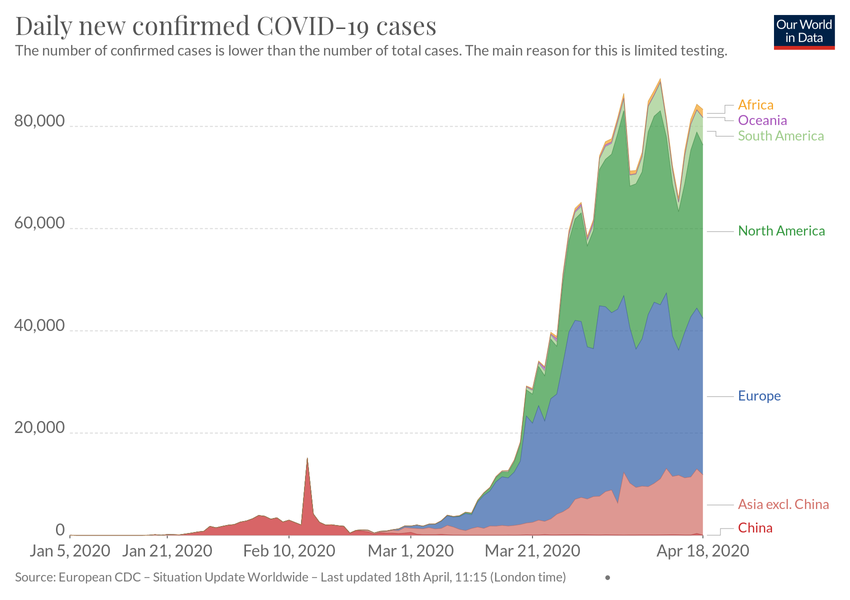 Daily new confirmed COVID-19 cases
The number of confirmed cases is lower than the number of total cases. The main reason for this is limited testing.
Our World
in Data
80,000
60,000
40,000
20,000
0
Africa
Oceania
South America
North America
Europe
Asia excl. China
China
Jan 5, 2020 Jan 21, 2020 Feb 10, 2020 Mar 1, 2020 Mar 21, 2020 Apr 18, 2020
Source: European CDC – Situation Update Worldwide – Last updated 18th April, 11:15 (London time) •